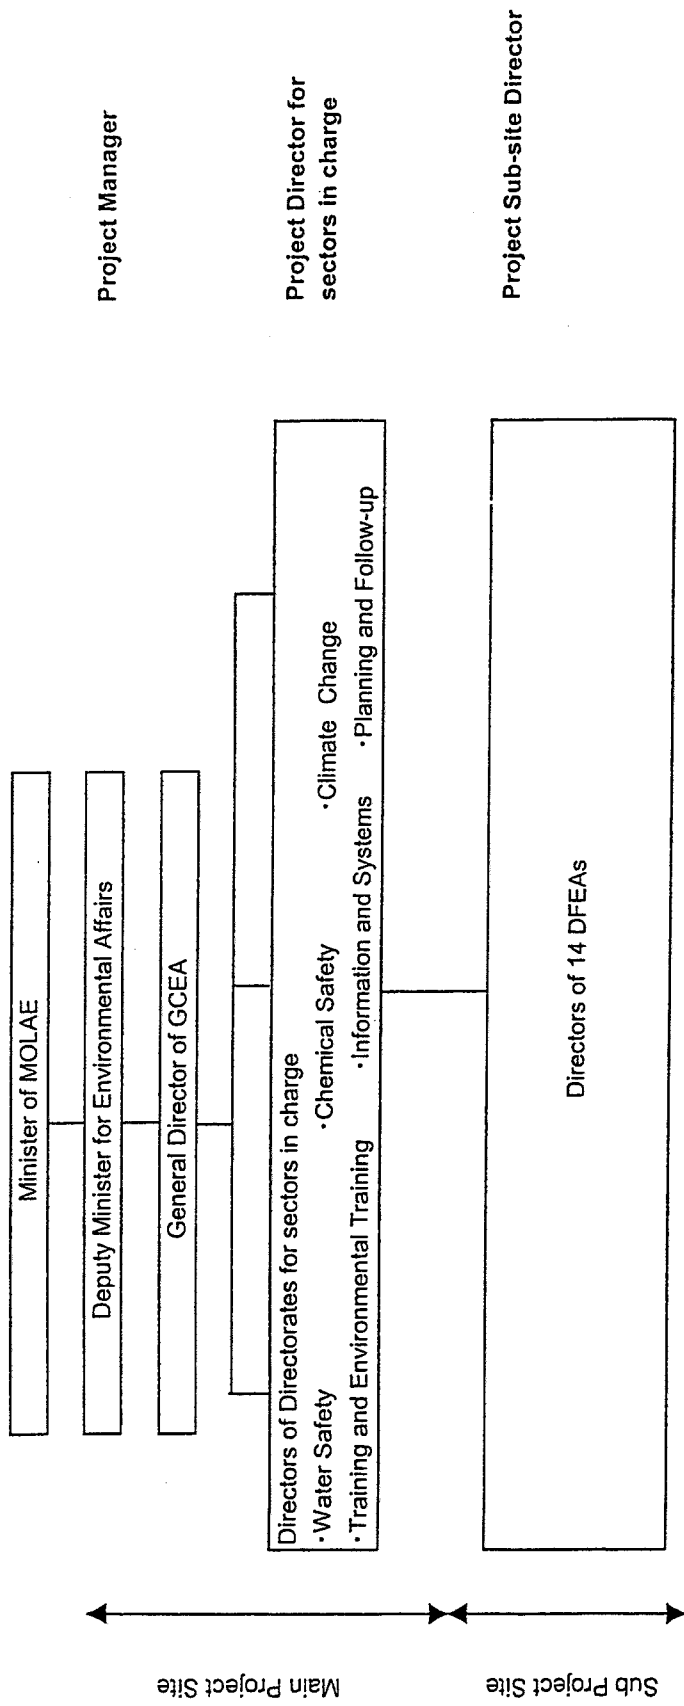 Minister of MOLAE
Deputy Minister for Environmental Affairs
Project Manager
General Director of GCEA
Directors of Directorates for sectors in charge
·Water Safety ·Chemical Safety ·Climate Change
·Training and Environmental Training ·Information and Systems ·Planning and Follow-up
Project Director for
sectors in charge
Directors of 14 DFEAs
Project Sub-site Director
Main Project Site
Sub Project Site